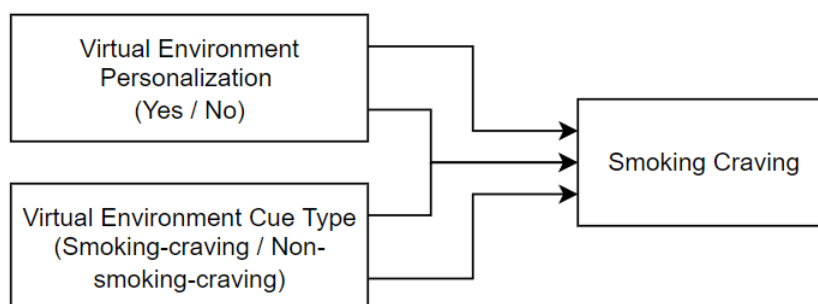 Virtual Environment
Personalization
(Yes / No)
Virtual Environment Cue Type
(Smoking-craving / Non-
smoking-craving)
Smoking Craving